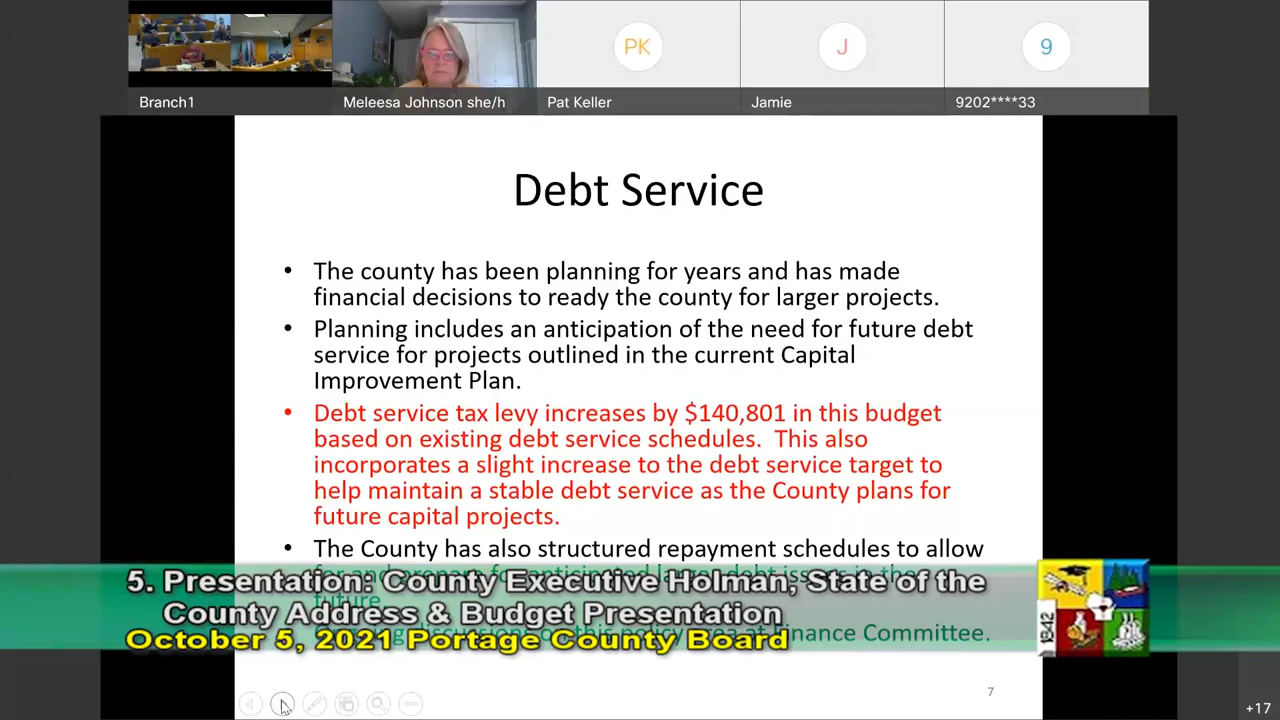 PK
J
9
Branch1
Meleesa Johnson she/h
Pat Keller
Jamie
9202****33
Debt Service
• The county has been planning for years and has made
financial decisions to ready the county for larger projects.
• Planning includes an anticipation of the need for future debt
service for projects outlined in the current Capital
Improvement Plan.
• Debt service tax levy increases by $140,801 in this budget
based on existing debt service schedules.  This also
incorporates a slight increase to the debt service target to
help maintain a stable debt service as the County plans for
future capital projects.
• The County has also structured repayment schedules to allow
future.
Finance Committee.
5. Presentation: County Executive Holman, State of the
County Address & Budget Presentation
October 5, 2021 Portage County Board
1842
7
+17